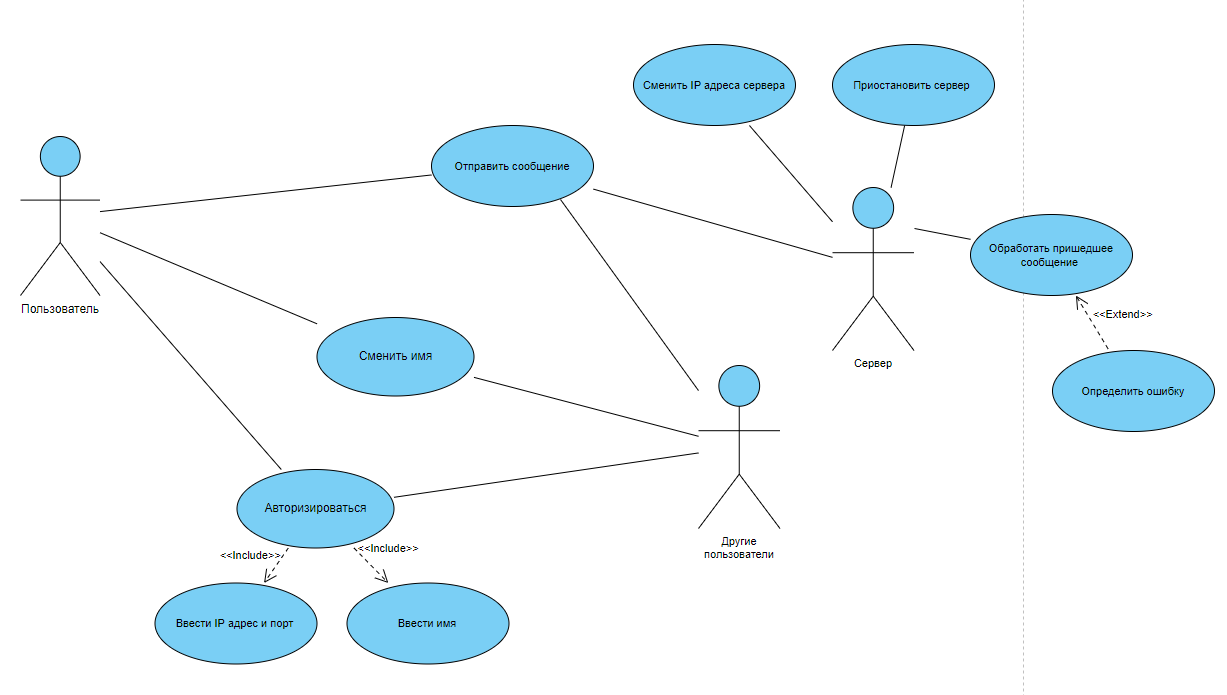 Сменить IP адреса сервера
Приостановить сервер
Отправить сообщение
Обработать пришедшее
сообщение
Пользователь
<<Extend>>
Сменить имя
Сервер
Определить ошибку
Авторизироваться
Другие
пользователи
<<Include>>
<<Include>>
Ввести IP адрес и порт
Ввести имя